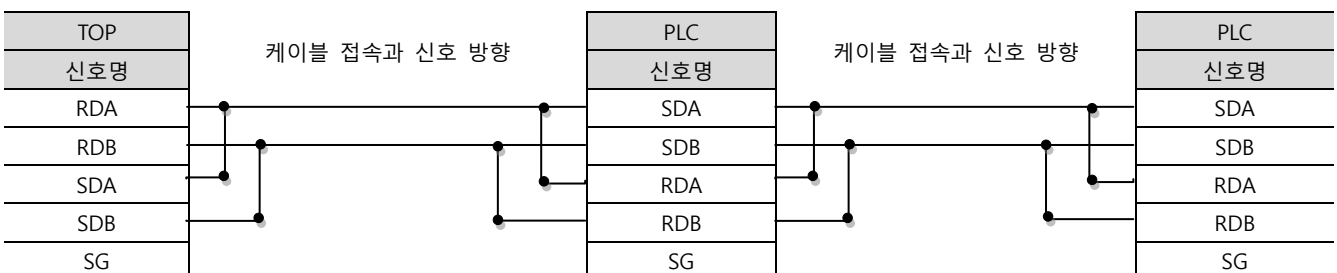 TOP 케이블 접속과 신호 방향 PLC 케이블 접속과 신호 방향 PLC
신호명 신호명 신호명
RDA SDA SDA
RDB SDB SDB
SDA RDA RDA
SDB RDB RDB
SG SG SG